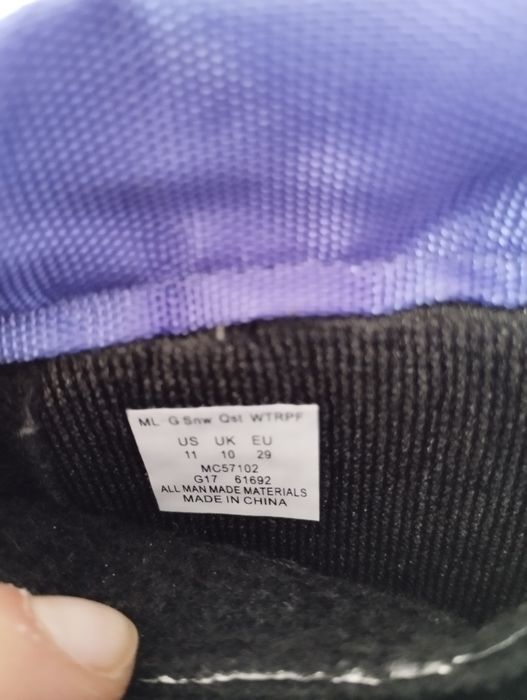 ML G Snw Qst WTRPF
US UK EU
11 10 29
MC57102
G17 61692
ALL MAN MADE MATERIALS
MADE IN CHINA